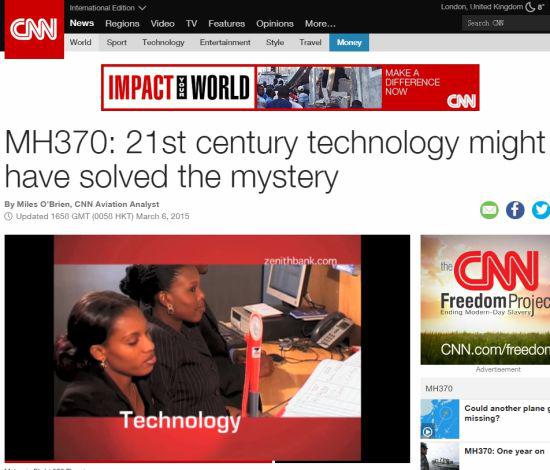 CNN
International Edition
London, United Kingdom 8°
News Regions Video TV Features Opinions More...
Search CNN
World Sport Technology Entertainment Style Travel Money
IMPACT YOUR WORLD
MAKE A
DIFFERENCE
NOW
CNN
MH370: 21st century technology might
have solved the mystery
By Miles O'Brien, CNN Aviation Analyst
Updated 1658 GMT (0058 HKT) March 6, 2015
zenithbank.com
Technology
the CNN
Freedom Projec
Ending Modern-Day Slavery
CNN.com/freedom
Advertisement
MH370
Could another plane g
missing?
MH370: One year on